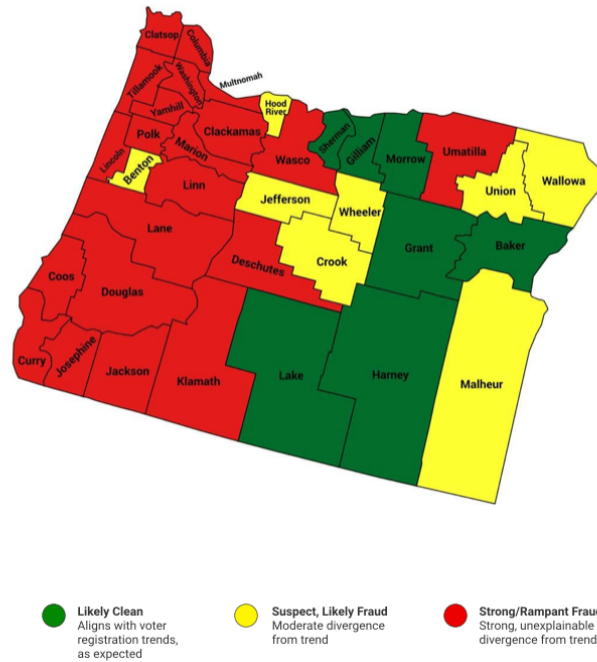 Clatsop
Columbia
Tillamook
Washington
Multnomah
Yamhill
Hood
River
Polk
Marion
Clackamas
Wasco
Sherman
Gilliam
Morrow
Umatilla
Union
Wallowa
Lincoln
Benton
Linn
Jefferson
Wheeler
Lane
Deschutes
Crook
Grant
Baker
Coos
Douglas
Curry
Josephine
Jackson
Klamath
Lake
Harney
Malheur
Likely Clean
Aligns with voter
registration trends,
as expected
Suspect, Likely Fraud
Moderate divergence
from trend
Strong/Rampant Fraud
Strong, unexplainable
divergence from trend